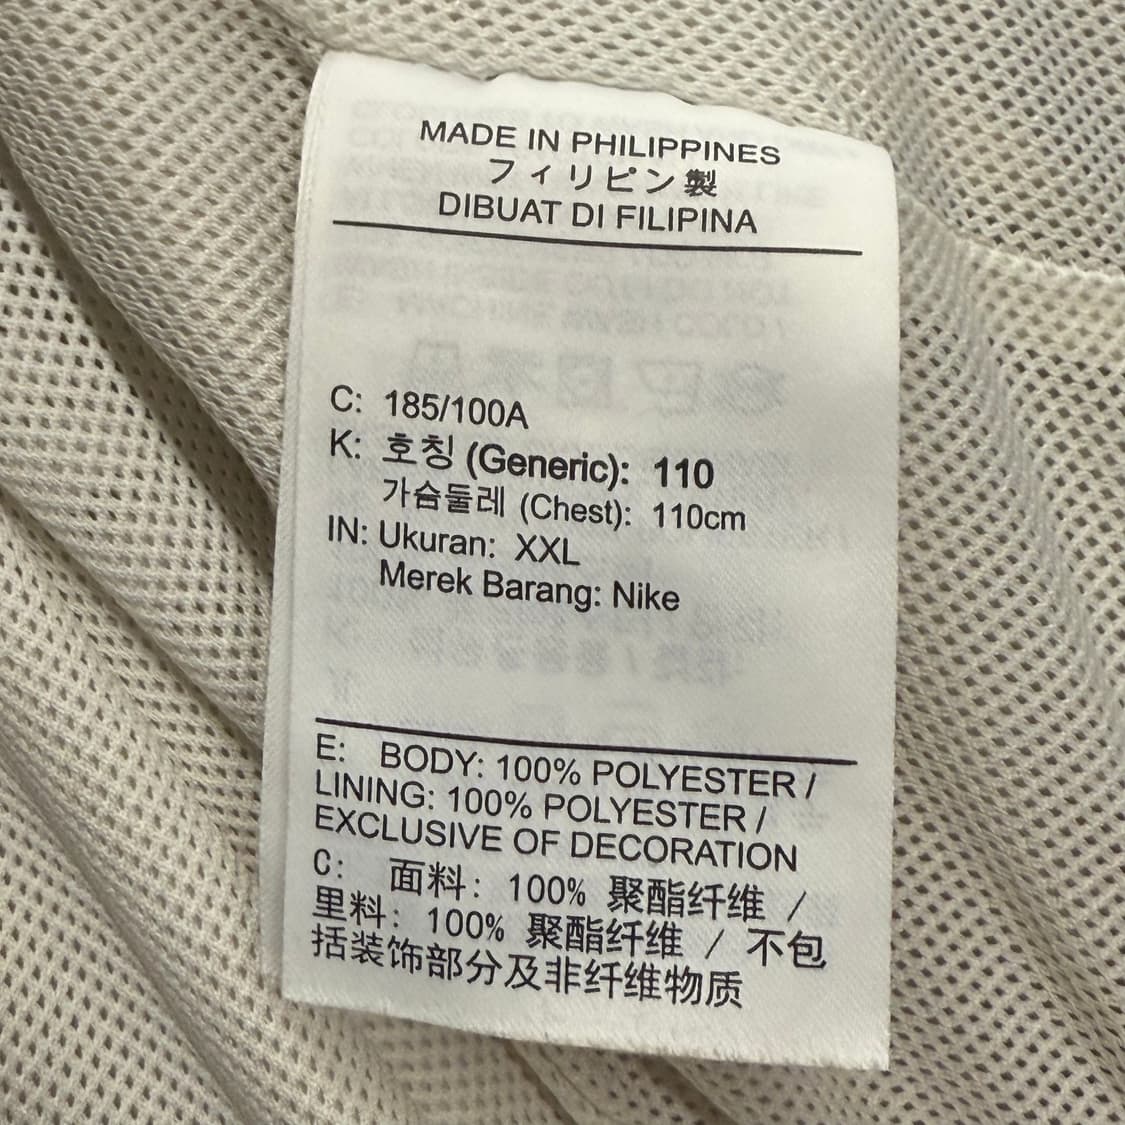 MADE IN PHILIPPINES
フィリピン製
DIBUAT DI FILIPINA
C: 185/100A
K: 호칭 (Generic): 110
가슴둘레 (Chest): 110cm
IN: Ukuran: XXL
Merek Barang: Nike
E: BODY: 100% POLYESTER /
LINING: 100% POLYESTER /
EXCLUSIVE OF DECORATION
C: 面料: 100% 聚酯纤维 /
里料: 100% 聚酯纤维 / 不包
括装饰部分及非纤维物质